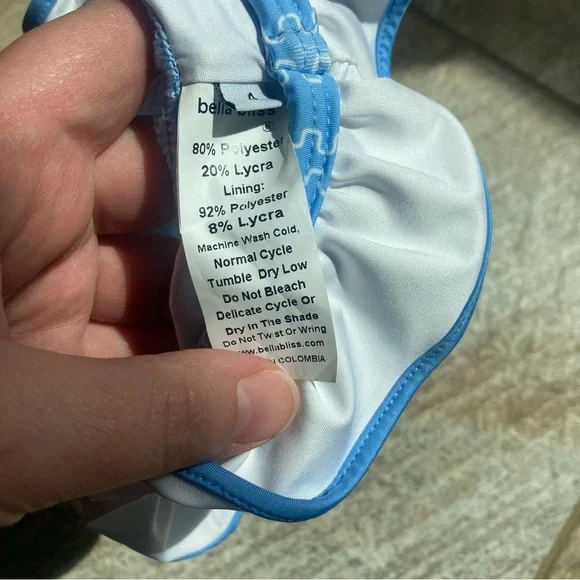 bella bliss
®
80% Polyester
20% Lycra
Lining:
92% Polyester
8% Lycra
Machine Wash Cold,
Normal Cycle
Tumble Dry Low
Do Not Bleach
Delicate Cycle Or
Dry In The Shade
Do Not Twist Or Wring
www.bellabliss.com
COLOMBIA